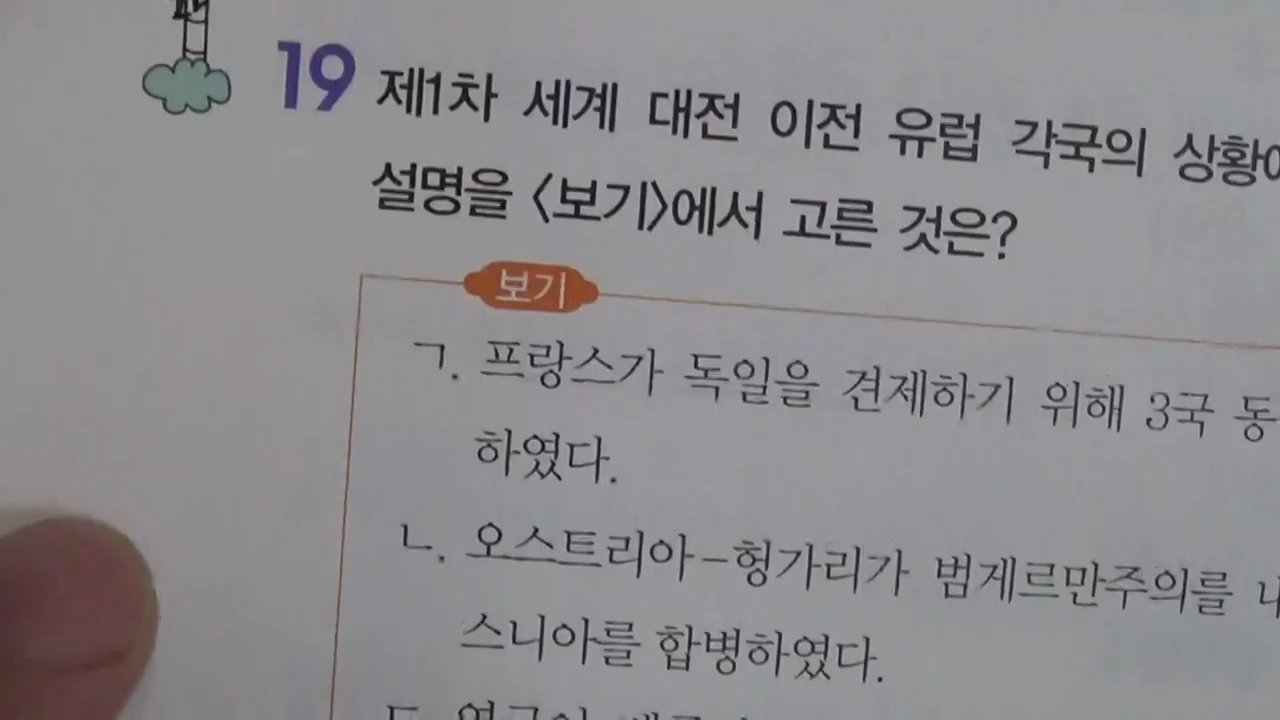 19 제1차 세계 대전 이전 유럽 각국의
설명을 〈보기〉에서 고른 것은?
보기
ㄱ. 프랑스가 독일을 견제하기 위해 3국
하였다.
ㄴ. 오스트리아-헝가리가 범게르만주의를
스니아를 합병하였다.